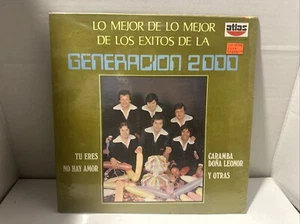 LO MEJOR DE LO MEJOR
DE LOS EXITOS DE LA
atlas
GENERACION 2000
TU ERES
NO HAY AMOR
CARAMBA
DOÑA LEONOR
Y OTRAS